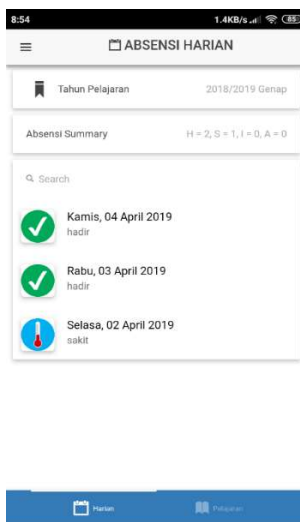 8:54 1.4KB/s 85
ABSENSI HARIAN
Tahun Pelajaran 2018/2019 Genap
Absensi Summary H = 2, S = 1, I = 0, A = 0
Search
Kamis, 04 April 2019
hadir
Rabu, 03 April 2019
hadir
Selasa, 02 April 2019
sakit
Harian Pelajaran